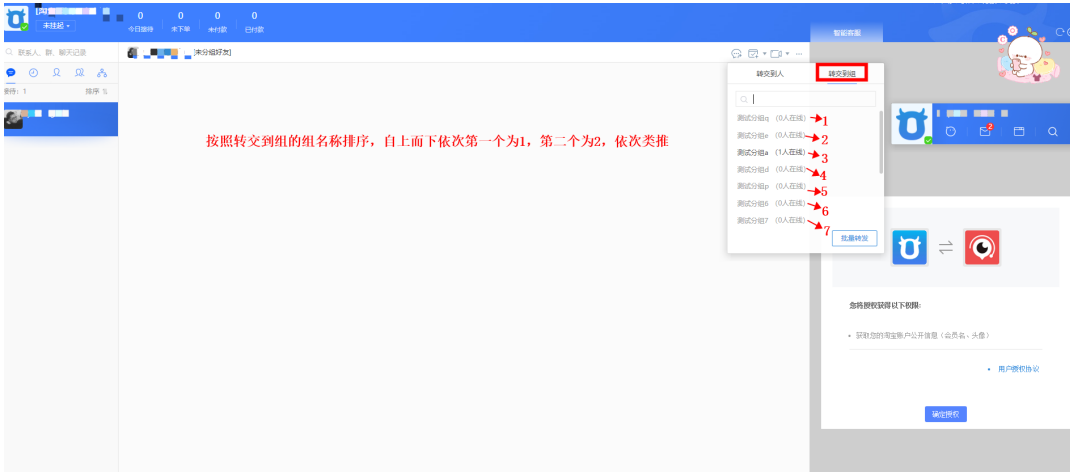 未挂起
0 0 0 0
今日接待 未下单 未付款 已付款
智能客服
联系人、群、聊天记录
[未分组好友]
接待: 1 排序
转交到人 转交到组
测试分组q (0人在线) 1
测试分组e (0人在线) 2
测试分组a (1人在线) 3
测试分组d (0人在线) 4
测试分组p (0人在线) 5
测试分组6 (0人在线) 6
测试分组7 (0人在线) 7
批量转发
按照转交到组的组名称排序，自上而下依次第一个为1，第二个为2，依次类推
2
您将授权获得以下权限:
• 获取您的淘宝账户公开信息（会员名、头像）
• 用户授权协议
确定授权